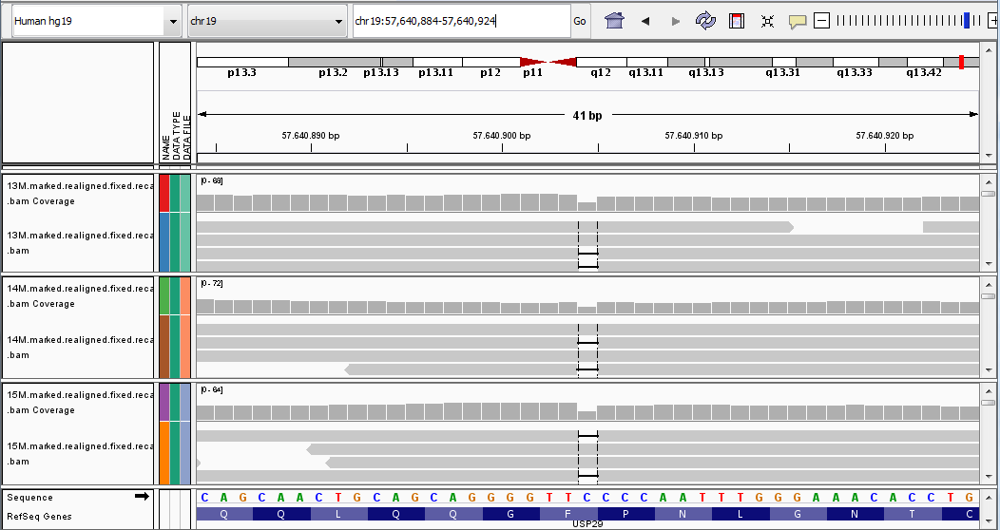 Human hg19 chr19 chr19:57,640,884-57,640,924 Go
p13.3 p13.2 p13.13 p13.11 p12 p11 q12 q13.11 q13.13 q13.31 q13.33 q13.42
41 bp
57.640.890 bp 57.640.900 bp 57.640.910 bp 57.640.920 bp
NAME
DATA TYPE
DATA FILE
13M.marked.realigned.fixed.reca
.bam Coverage
[0 - 68]
13M.marked.realigned.fixed.reca
.bam
14M.marked.realigned.fixed.reca
.bam Coverage
[0 - 72]
14M.marked.realigned.fixed.reca
.bam
15M.marked.realigned.fixed.reca
.bam Coverage
[0 - 64]
15M.marked.realigned.fixed.reca
.bam
Sequence C A G C A A C T G C A G C A G G G G T T C C C C A A T T T G G G A A A C A C C T G
RefSeq Genes Q Q L Q Q G F P N L G N T C
USP29